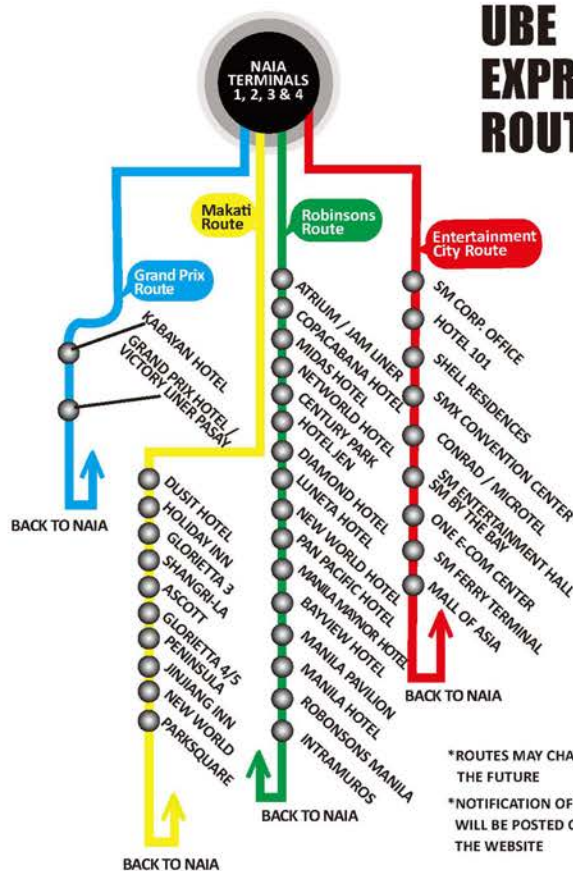 UBE
EXPR
ROUT
NAIA
TERMINALS
1, 2, 3 & 4
Makati
Route
Robinsons
Route
Entertainment
City Route
Grand Prix
Route
KABAYAN HOTEL
GRAND PRIX HOTEL /
VICTORY LINER PASAY
BACK TO NAIA
DUSIT HOTEL
HOLIDAY INN
GLORIETTA 3
SHANGRI-LA
ASCOTT
GLORIETTA 4/5
PENINSULA
JINJIANG INN
NEW WORLD
PARKSQUARE
BACK TO NAIA
ATRIUM / JAM LINER
COPACABANA HOTEL
MIDAS HOTEL
NETWORLD HOTEL
CENTURY PARK
HOTEL JEN
DIAMOND HOTEL
LUNETA HOTEL
NEW WORLD HOTEL
PAN PACIFIC HOTEL
MANILA MAYNOR HOTEL
BAYVIEW HOTEL
MANILA PAVILION
MANILA HOTEL
ROBONSONS MANILA
INTRAMUROS
BACK TO NAIA
SM CORP. OFFICE
HOTEL 101
SHELL RESIDENCES
SMX CONVENTION CENTER
CONRAD / MICROTEL
SM ENTERTAINMENT HALL
SM BY THE BAY
ONE E-COM CENTER
SM FERRY TERMINAL
MALL OF ASIA
BACK TO NAIA
*ROUTES MAY CHA
THE FUTURE
*NOTIFICATION OF
WILL BE POSTED O
THE WEBSITE